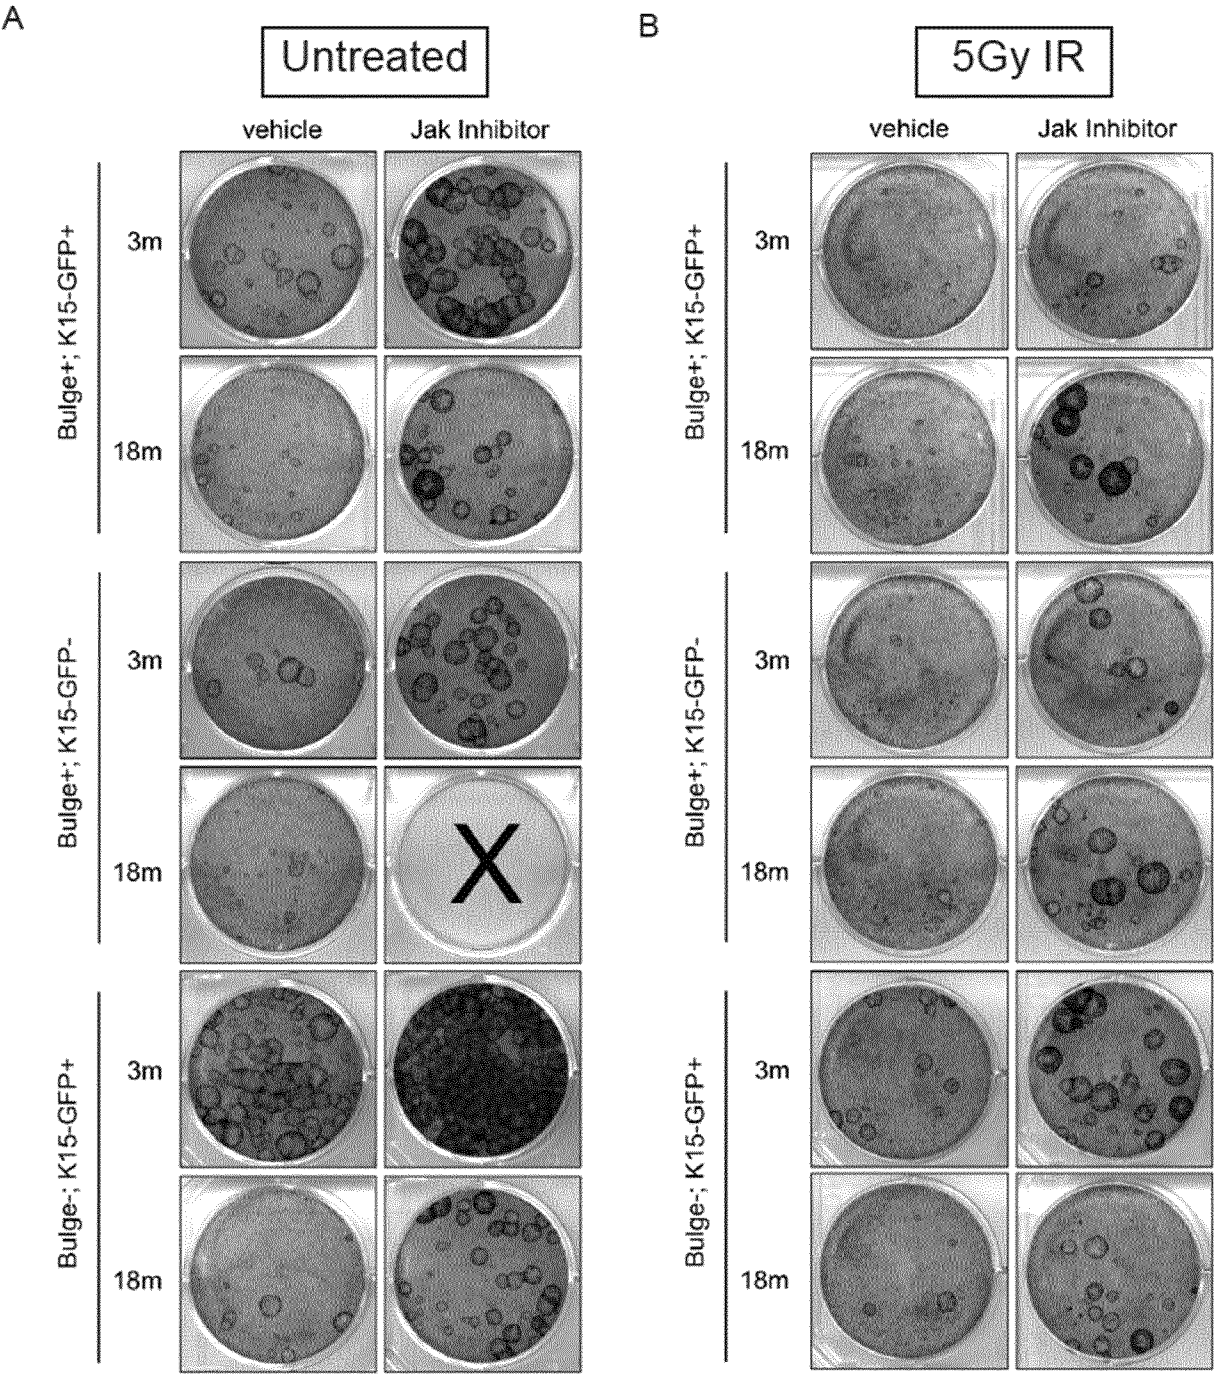 A
Untreated
vehicle
Jak Inhibitor
Bulge+; K15-GFP+
3m
18m
Bulge+; K15-GFP-
3m
18m
X
Bulge-; K15-GFP+
3m
18m
B
5Gy IR
vehicle
Jak Inhibitor
Bulge+; K15-GFP+
3m
18m
Bulge+; K15-GFP-
3m
18m
Bulge-; K15-GFP+
3m
18m